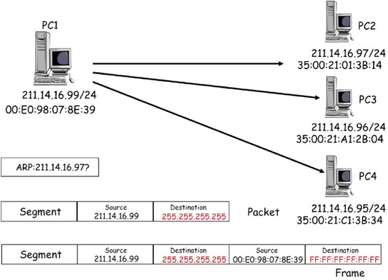 PC1
211.14.16.99/24
00:E0:98:07:8E:39
PC2
211.14.16.97/24
35:00:21:01:3B:14
PC3
211.14.16.96/24
35:00:21:A1:2B:04
PC4
211.14.16.95/24
35:00:21:C1:3B:34
ARP:211.14.16.97?
Segment Source 211.14.16.99 Destination 255.255.255.255 Packet
Segment Source 211.14.16.99 Destination 255.255.255.255 Source 00:E0:98:07:8E:39 Destination FF:FF:FF:FF:FF:FF
Frame